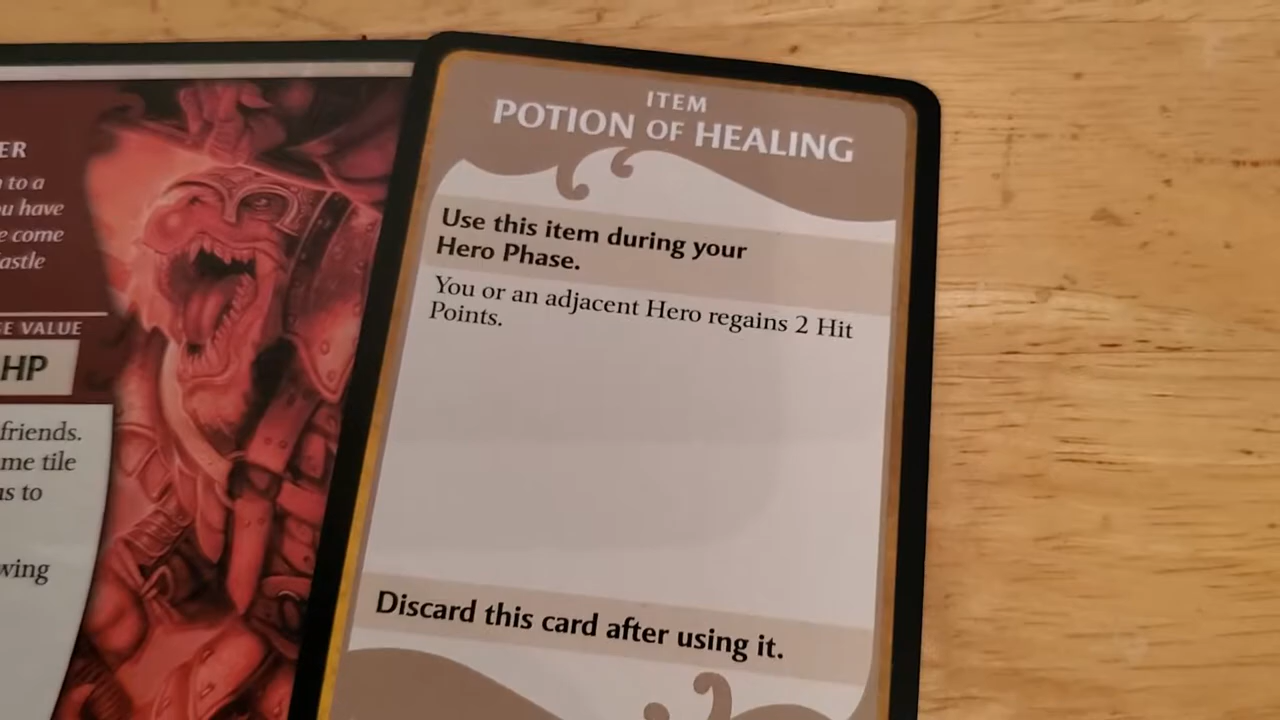 ER
to a
u have
e come
astle
E VALUE
HP
friends.
me tile
us to
wing
ITEM
POTION OF HEALING
Use this item during your
Hero Phase.
You or an adjacent Hero regains 2 Hit
Points.
Discard this card after using it.